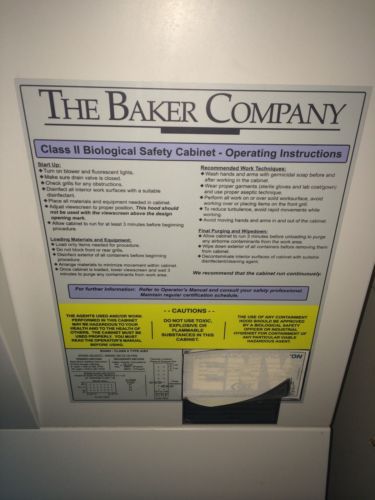 THE BAKER COMPANY
Class II Biological Safety Cabinet - Operating Instructions
Start Up:
Turn on blower and fluorescent lights.
Make sure drain valve is closed.
Check grills for any obstructions.
Disinfect all interior work surfaces with a suitable
disinfectant.
Place all materials and equipment needed in cabinet.
Adjust viewscreen to proper position. This hood should
not be used with the viewscreen above the design
opening mark.
Allow cabinet to run for at least 3 minutes before beginning
procedure.
Loading Materials and Equipment:
Load only items needed for procedure.
Do not block front or rear grills.
Disinfect exterior of all containers before beginning
procedure.
Arrange materials to minimize movement within cabinet.
Once cabinet is loaded, lower viewscreen and wait 3
minutes to purge any contaminants from work area.
Recommended Work Techniques:
Wash hands and arms with germicidal soap before and
after working in the cabinet.
Wear proper garments (sterile gloves and lab coat/gown)
and use proper aseptic technique.
Perform all work on or over solid worksurface, avoid
working over or placing items on the front grill.
To reduce turbulence, avoid rapid movements while
working.
Avoid moving hands and arms in and out of the cabinet.
Final Purging and Wipedown:
Allow cabinet to run 3 minutes before unloading to purge
any airborne contaminants from the work area.
Wipe down exterior of all containers before removing them
from cabinet.
Decontaminate interior surfaces of cabinet with suitable
disinfectant/cleaning agent.
We recommend that the cabinet run continuously.
For further information: Refer to Operator's Manual and consult your safety professional.
Maintain regular certification schedule.
- - CAUTIONS - -
THE AGENTS USED AND/OR WORK
PERFORMED IN THIS CABINET
MAY BE HAZARDOUS TO YOUR
HEALTH AND TO THE HEALTH OF
OTHERS. THE CABINET MUST BE
USED PROPERLY. YOU MUST
READ THE OPERATOR'S MANUAL
BEFORE USING.
DO NOT USE TOXIC,
EXPLOSIVE OR
FLAMMABLE
SUBSTANCES IN THIS
CABINET.
THE USE OF ANY CONTAINMENT
HOOD SHOULD BE APPROVED
BY A BIOLOGICAL SAFETY
OFFICER OR INDUSTRIAL
HYGIENIST FOR CONTAINMENT OF
ANY PARTICULAR VIABLE
HAZARDOUS AGENT.